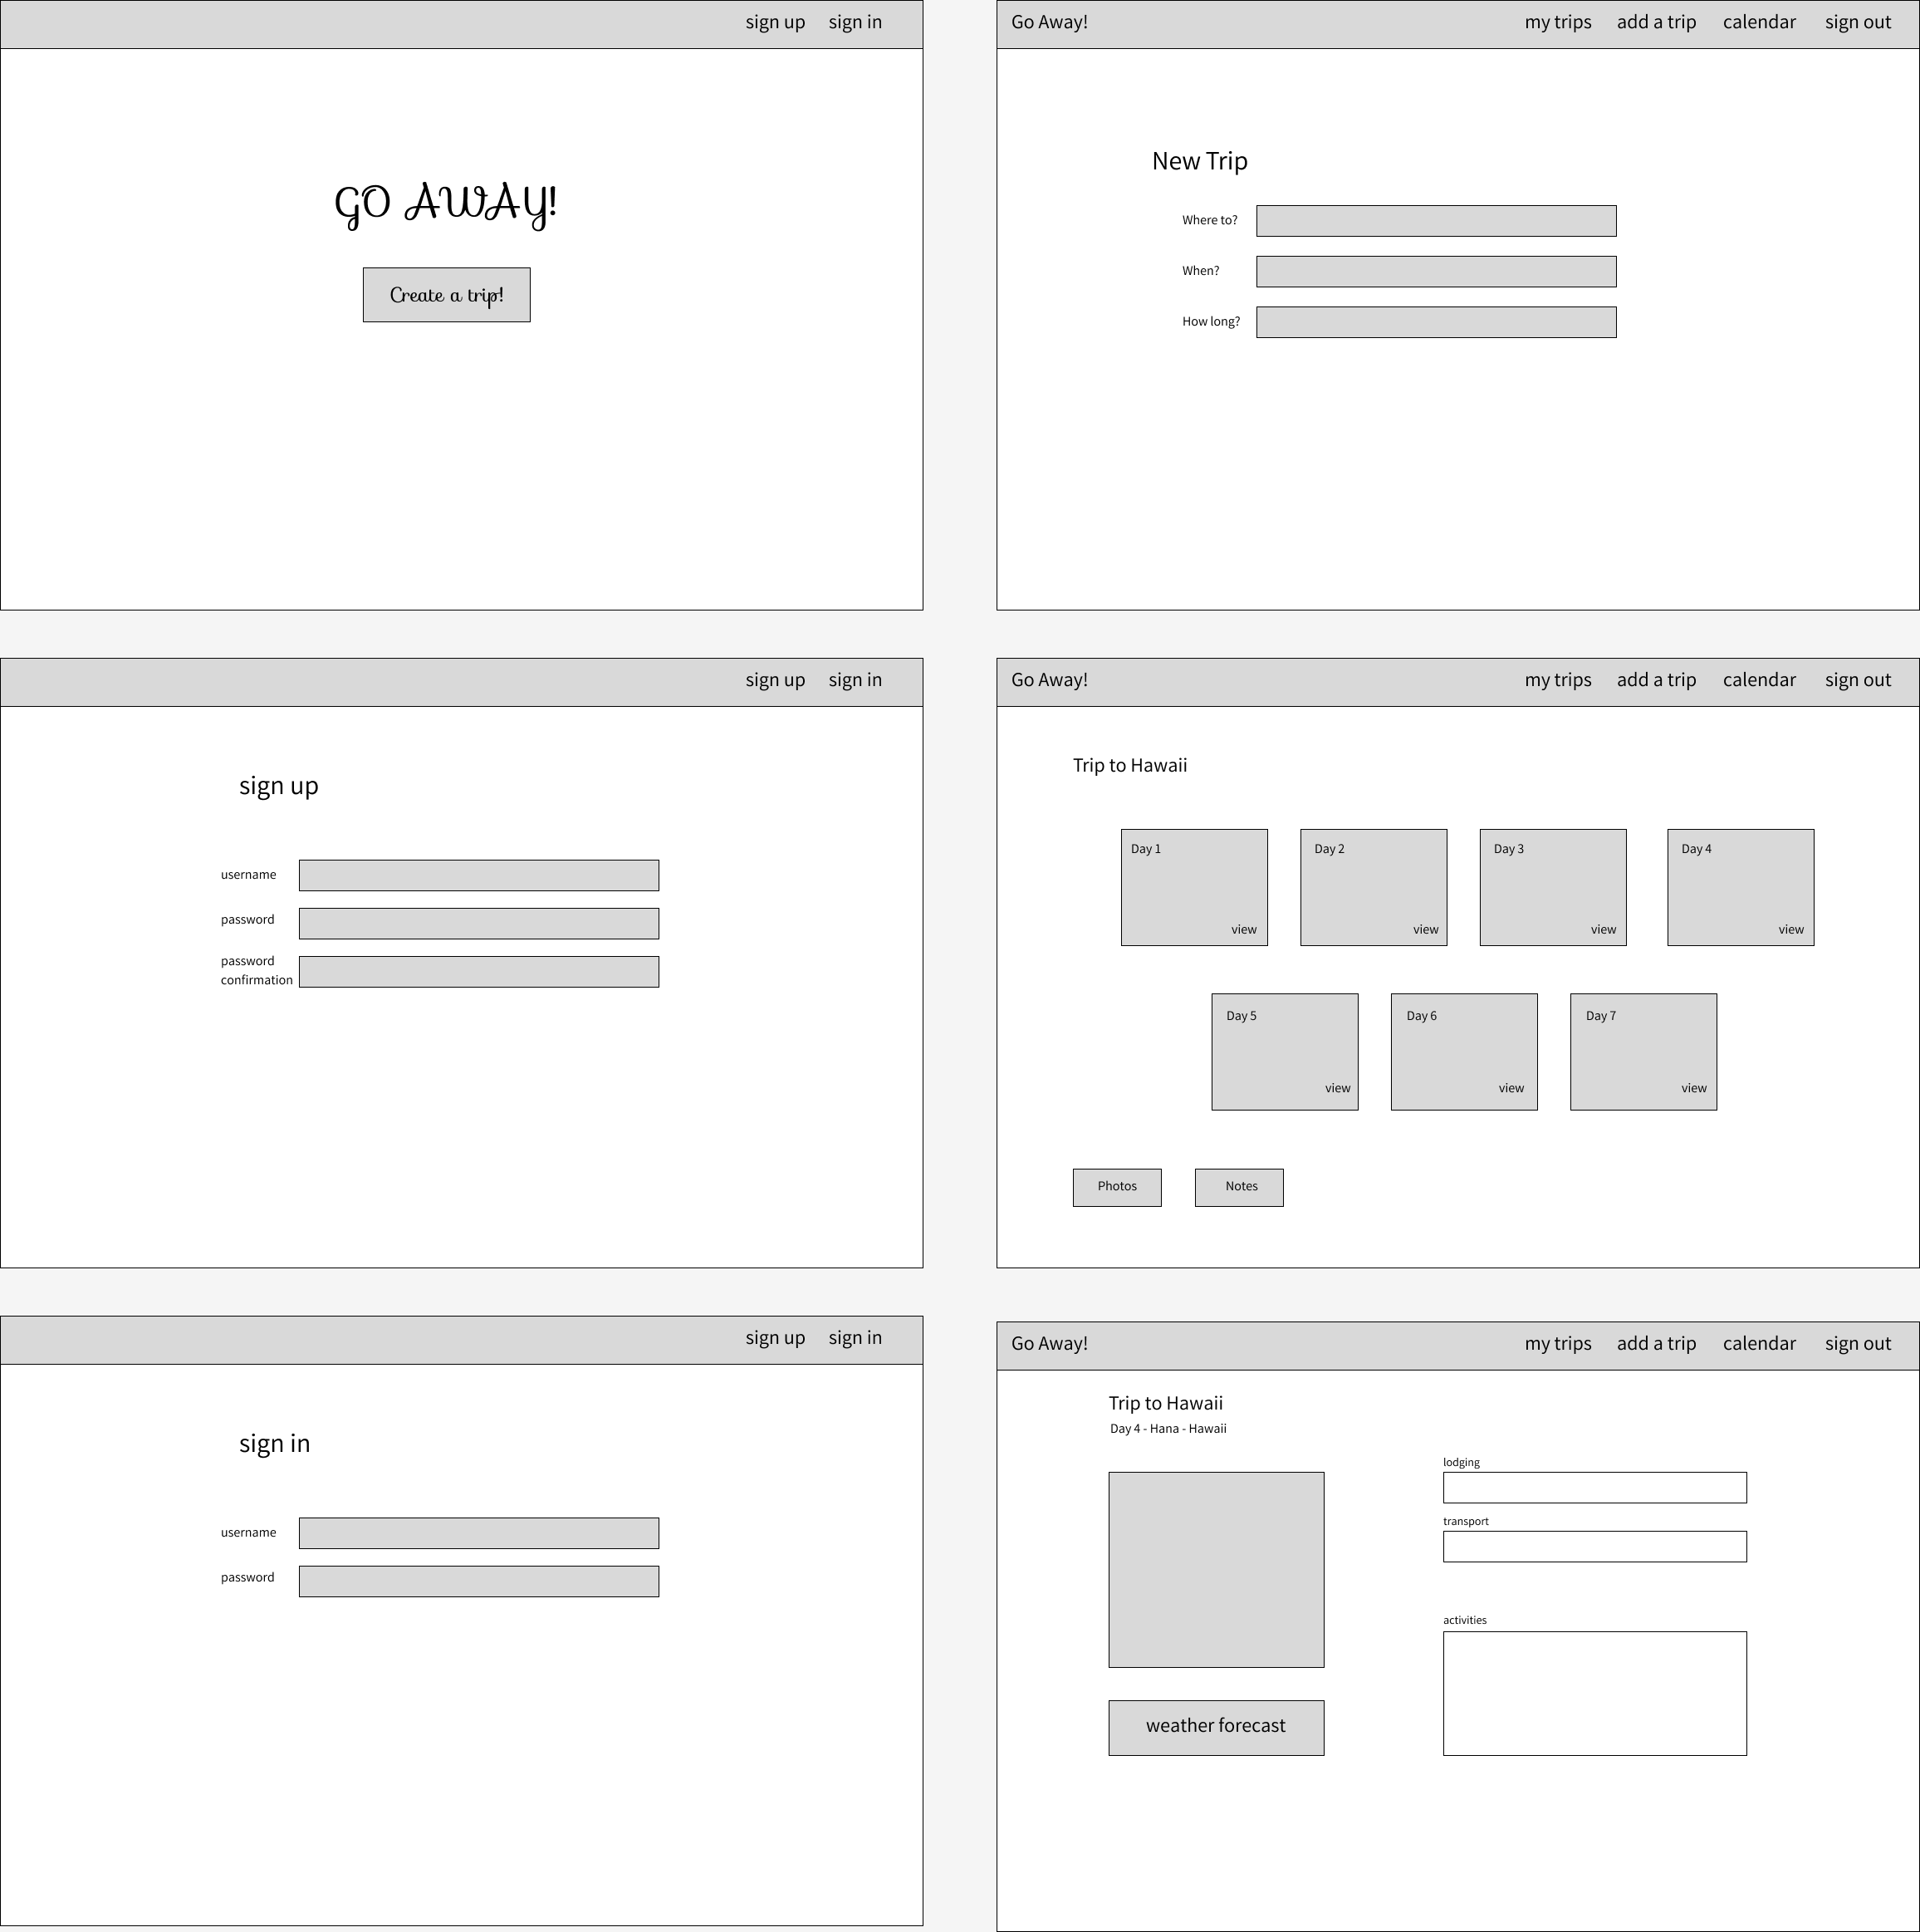 sign up sign in
GO AWAY!
Create a trip!
Go Away! my trips add a trip calendar sign out
New Trip
Where to?
When?
How long?
sign up sign in
sign up
username
password
password
confirmation
Go Away! my trips add a trip calendar sign out
Trip to Hawaii
Day 1 Day 2 Day 3 Day 4
view view view view
Day 5 Day 6 Day 7
view view view
Photos Notes
sign up sign in
sign in
username
password
Go Away! my trips add a trip calendar sign out
Trip to Hawaii
Day 4 - Hana - Hawaii
lodging
transport
activities
weather forecast